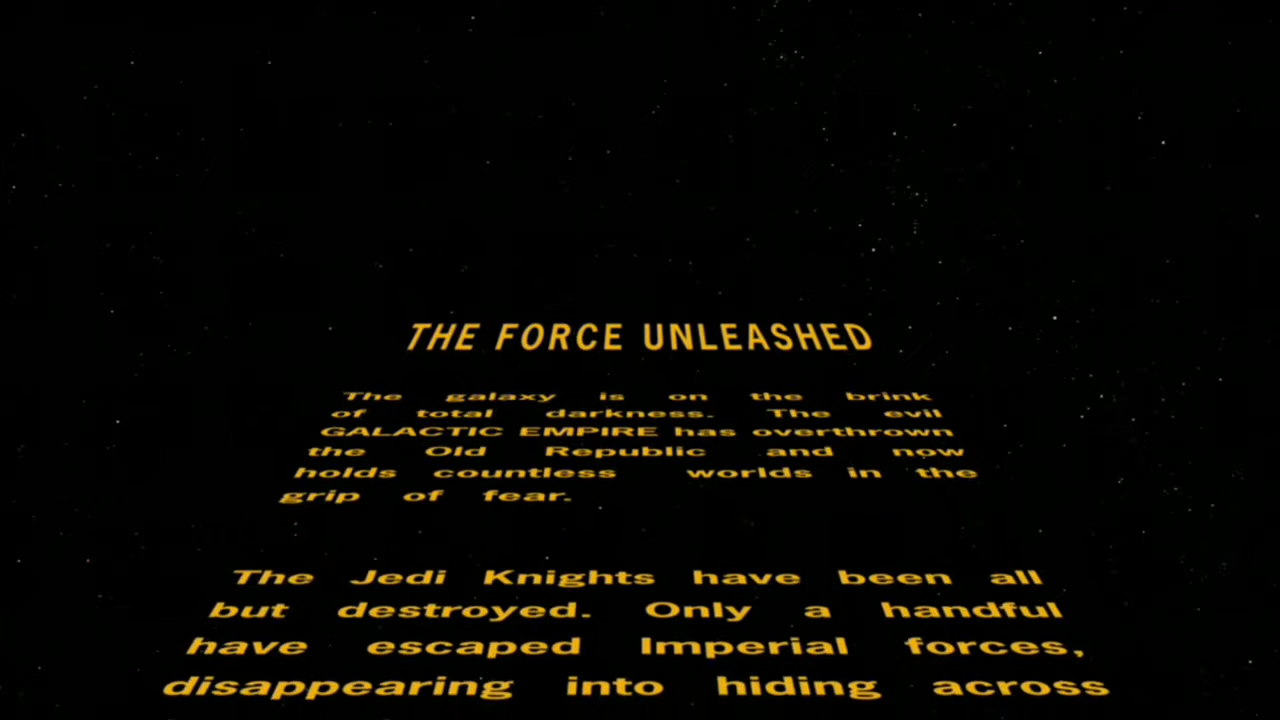 THE FORCE UNLEASHED
The galaxy is on the brink
of total darkness. The evil
GALACTIC EMPIRE has overthrown
the Old Republic and now
holds countless worlds in the
grip of fear.
The Jedi Knights have been all
but destroyed. Only a handful
have escaped Imperial forces,
disappearing into hiding across